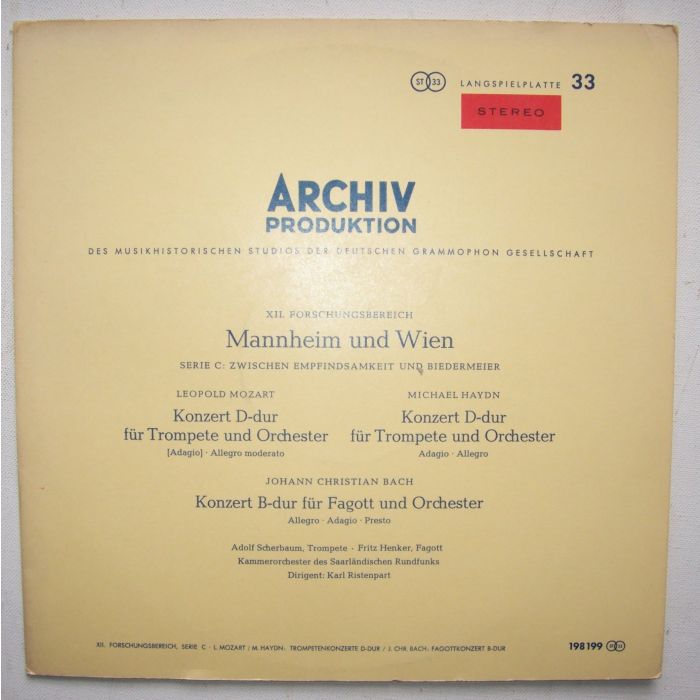 ST 33 LANGSPIELPLATTE 33
STEREO
ARCHIV
PRODUKTION
DES MUSIKHISTORISCHEN STUDIOS DER DEUTSCHEN GRAMMOPHON GESELLSCHAFT
XII. FORSCHUNGSBEREICH
Mannheim und Wien
SERIE C: ZWISCHEN EMPFINDSAMKEIT UND BIEDERMEIER
LEOPOLD MOZART
Konzert D-dur
für Trompete und Orchester
[Adagio] · Allegro moderato
MICHAEL HAYDN
Konzert D-dur
für Trompete und Orchester
Adagio · Allegro
JOHANN CHRISTIAN BACH
Konzert B-dur für Fagott und Orchester
Allegro · Adagio · Presto
Adolf Scherbaum, Trompete · Fritz Henker, Fagott
Kammerorchester des Saarländischen Rundfunks
Dirigent: Karl Ristenpart
XII. FORSCHUNGSBEREICH, SERIE C · L. MOZART / M. HAYDN: TROMPETENKONZERTE D-DUR / J. CHR. BACH: FAGOTTKONZERT B-DUR
198 199